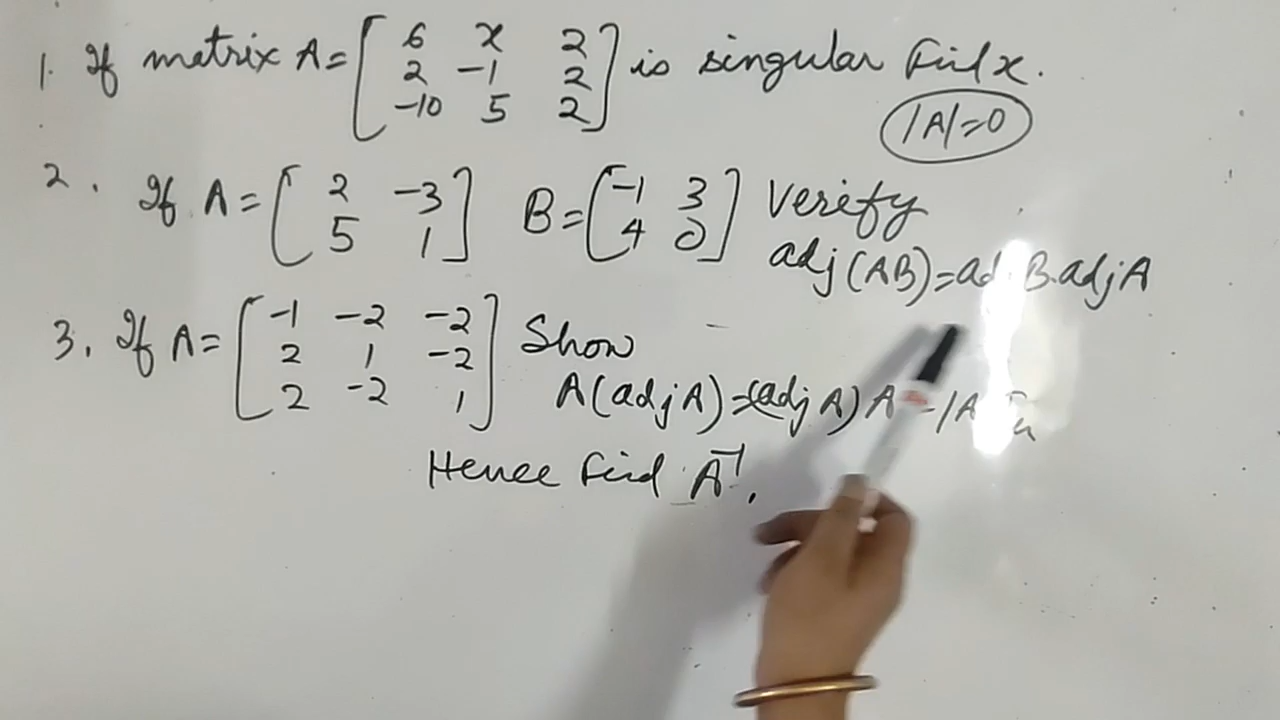 1. If matrix A = [ 6 x 2 ] is singular Find x.
2 -1 2
-10 5 2
|A|=0
2. If A = [ 2 -3 ] B = [ -1 3 ] Verify
5 1 4 0
adj(AB)=ad B.adjA
3. If A = [ -1 -2 -2 ] Show
2 1 -2
2 -2 1
A(adjA)=(adjA)A = |A
Hence Find A⁻¹.